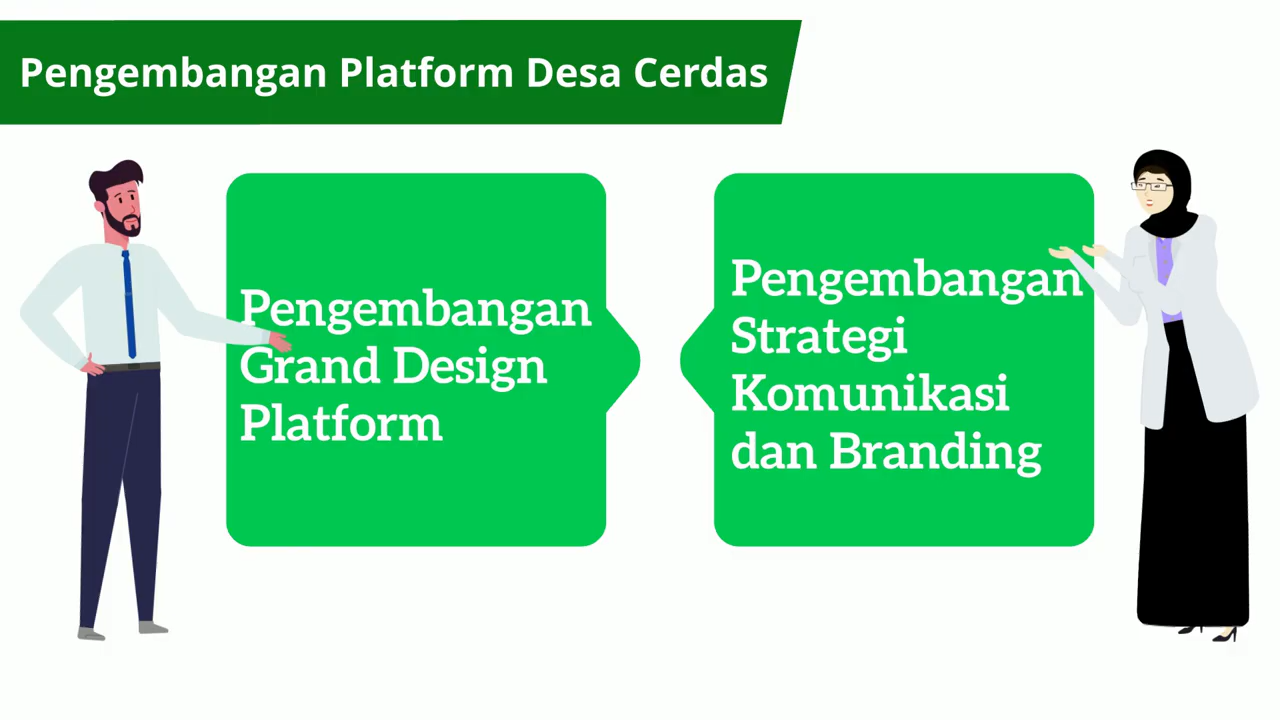 Pengembangan Platform Desa Cerdas
Pengembangan
Grand Design
Platform
Pengembangan
Strategi
Komunikasi
dan Branding